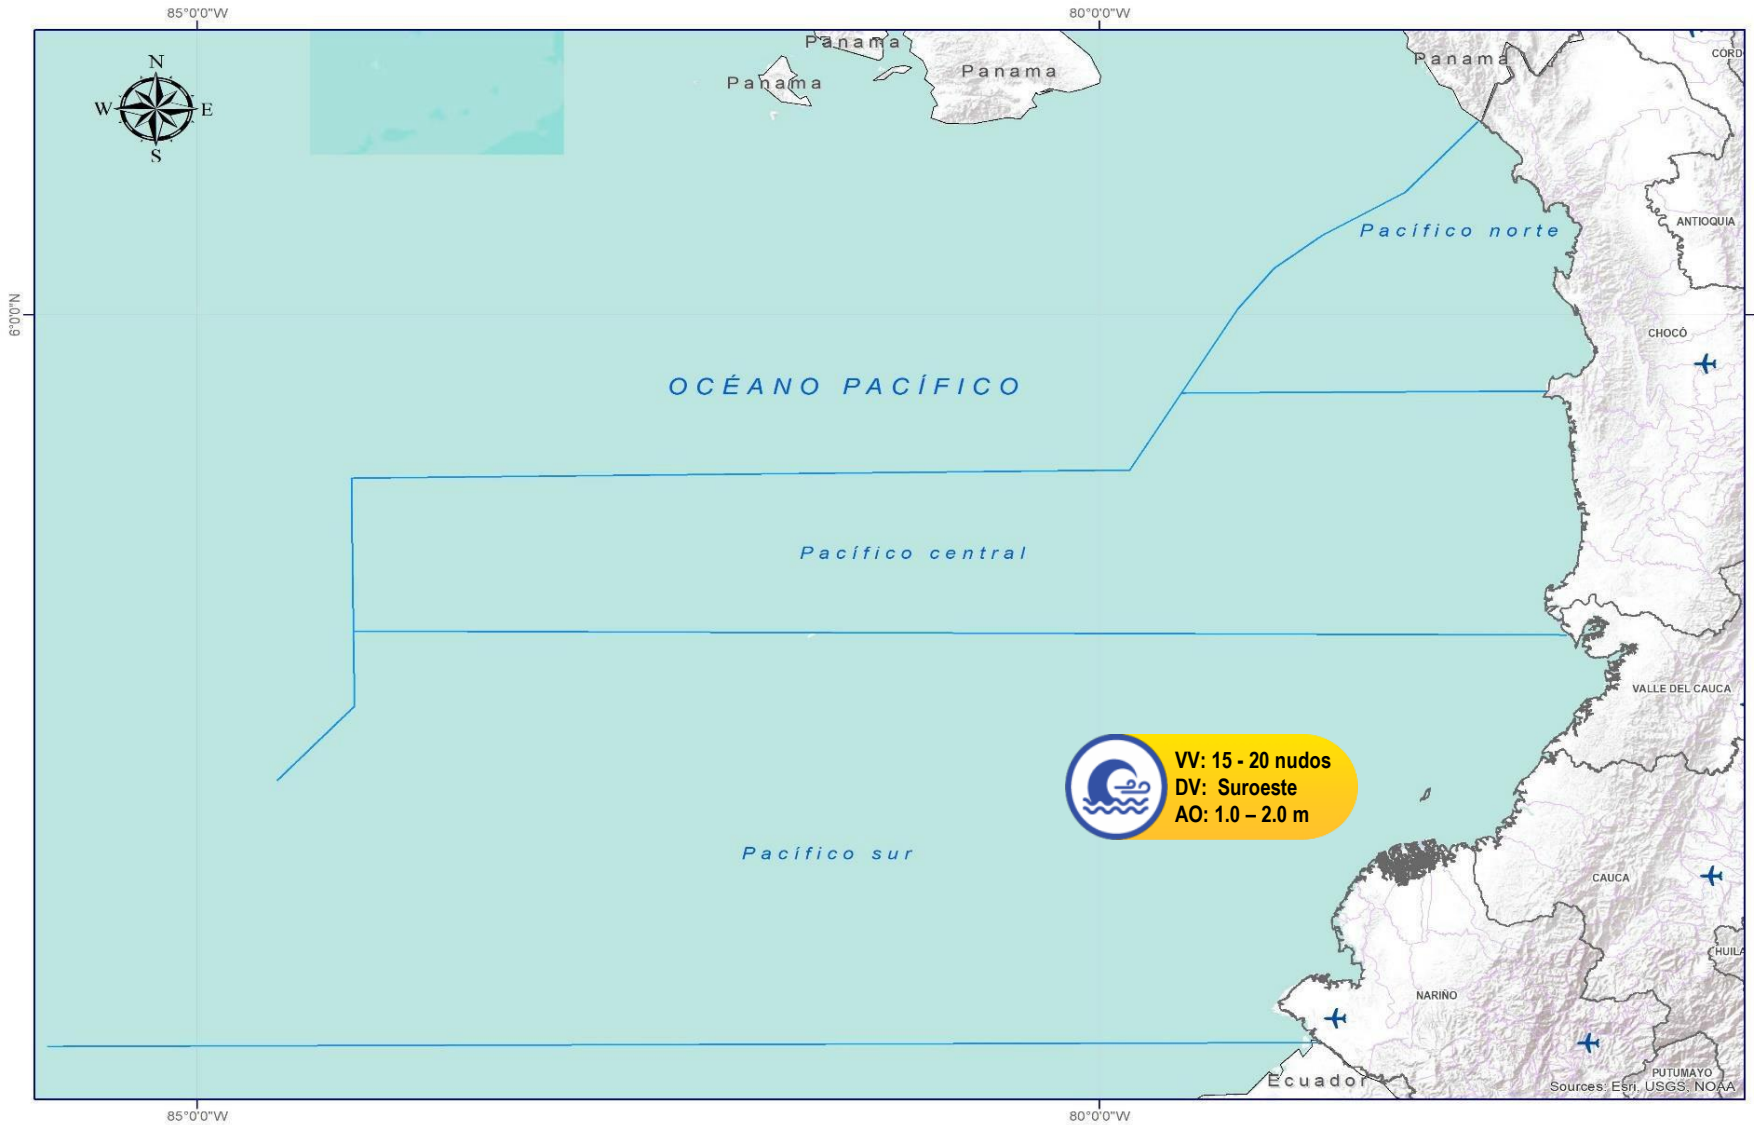 85°0'0"W
80°0'0"W
N
W
E
S
Panama
Panama
Panama
Panama
CÓRD
ANTIOQUIA
Pacífico norte
6°0'0"N
CHOCÓ
OCÉANO PACÍFICO
Pacífico central
VALLE DEL CAUCA
VV: 15 - 20 nudos
DV: Suroeste
AO: 1.0 – 2.0 m
Pacífico sur
CAUCA
HUILA
NARIÑO
PUTUMAYO
Ecuador
Sources: Esri, USGS, NOAA
85°0'0"W
80°0'0"W